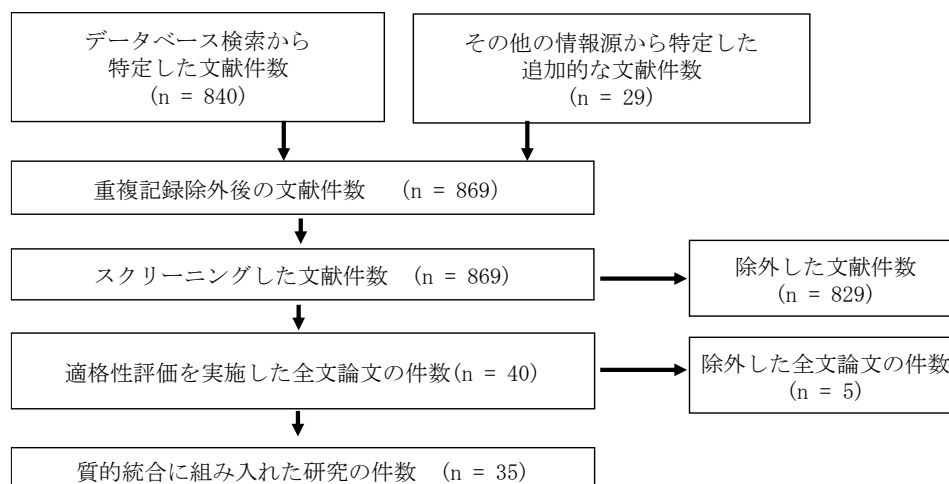 データベース検索から
特定した文献件数
(n = 840)
その他の情報源から特定した
追加的な文献件数
(n = 29)
重複記録除外後の文献件数 (n = 869)
スクリーニングした文献件数 (n = 869)
除外した文献件数
(n = 829)
適格性評価を実施した全文論文の件数(n = 40)
除外した全文論文の件数
(n = 5)
質的統合に組み入れた研究の件数 (n = 35)